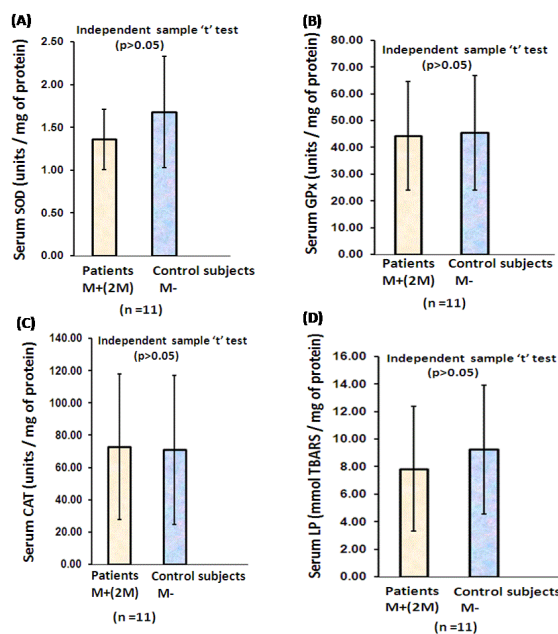 (A)
Independent sample ‘t’ test
(p>0.05)
Serum SOD (units / mg of protein)
2.50
2.00
1.50
1.00
0.50
0.00
Patients Control subjects
M+(2M) M-
(n =11)
(B)
Independent sample ‘t’ test
(p>0.05)
Serum GPx (units / mg of protein)
80.00
70.00
60.00
50.00
40.00
30.00
20.00
10.00
0.00
Patients Control subjects
M+(2M) M-
(n =11)
(C)
Independent sample ‘t’ test
(p>0.05)
Serum CAT (units / mg of protein)
140.00
120.00
100.00
80.00
60.00
40.00
20.00
0.00
Patients Control subjects
M+(2M) M-
(n =11)
(D)
Independent sample ‘t’ test
(p>0.05)
Serum LP (mmol TBARS / mg of protein)
16.00
14.00
12.00
10.00
8.00
6.00
4.00
2.00
0.00
Patients Control subjects
M+(2M) M-
(n =11)